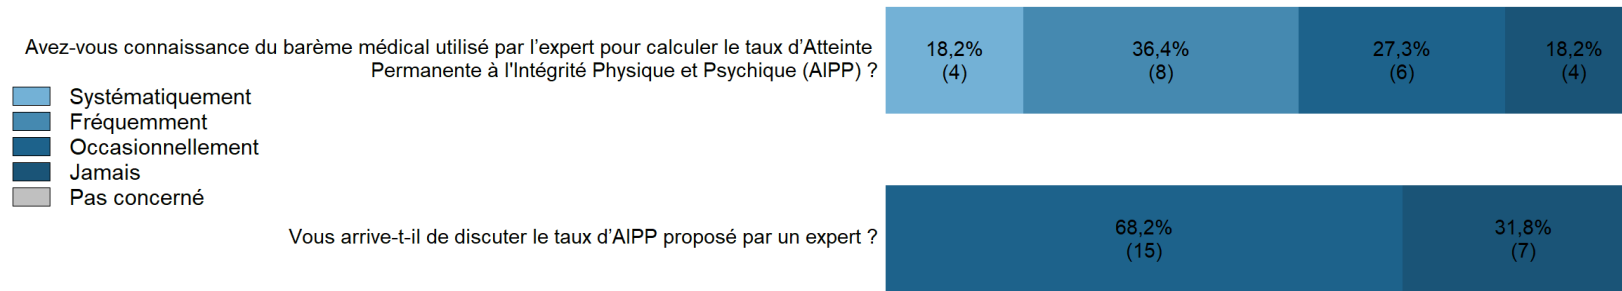 Avez-vous connaissance du barème médical utilisé par l’expert pour calculer le taux d’Atteinte
Permanente à l'Intégrité Physique et Psychique (AIPP) ?
18,2%
(4)
36,4%
(8)
27,3%
(6)
18,2%
(4)
Systématiquement
Fréquemment
Occasionnellement
Jamais
Pas concerné
Vous arrive-t-il de discuter le taux d’AIPP proposé par un expert ?
68,2%
(15)
31,8%
(7)